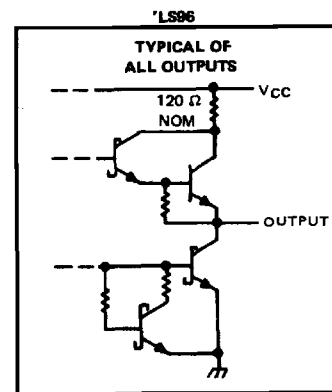 'LS96
TYPICAL OF
ALL OUTPUTS
VCC
120 Ω
NOM
OUTPUT